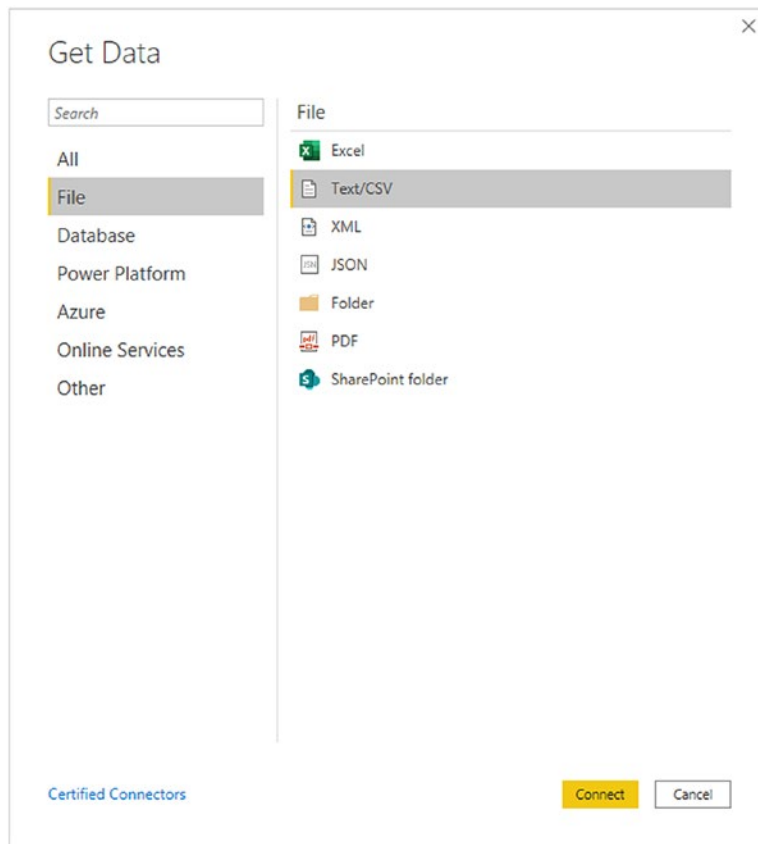 Get Data
Search
All
File
Database
Power Platform
Azure
Online Services
Other
File
Excel
Text/CSV
XML
JSON
Folder
PDF
SharePoint folder
Certified Connectors
Connect
Cancel